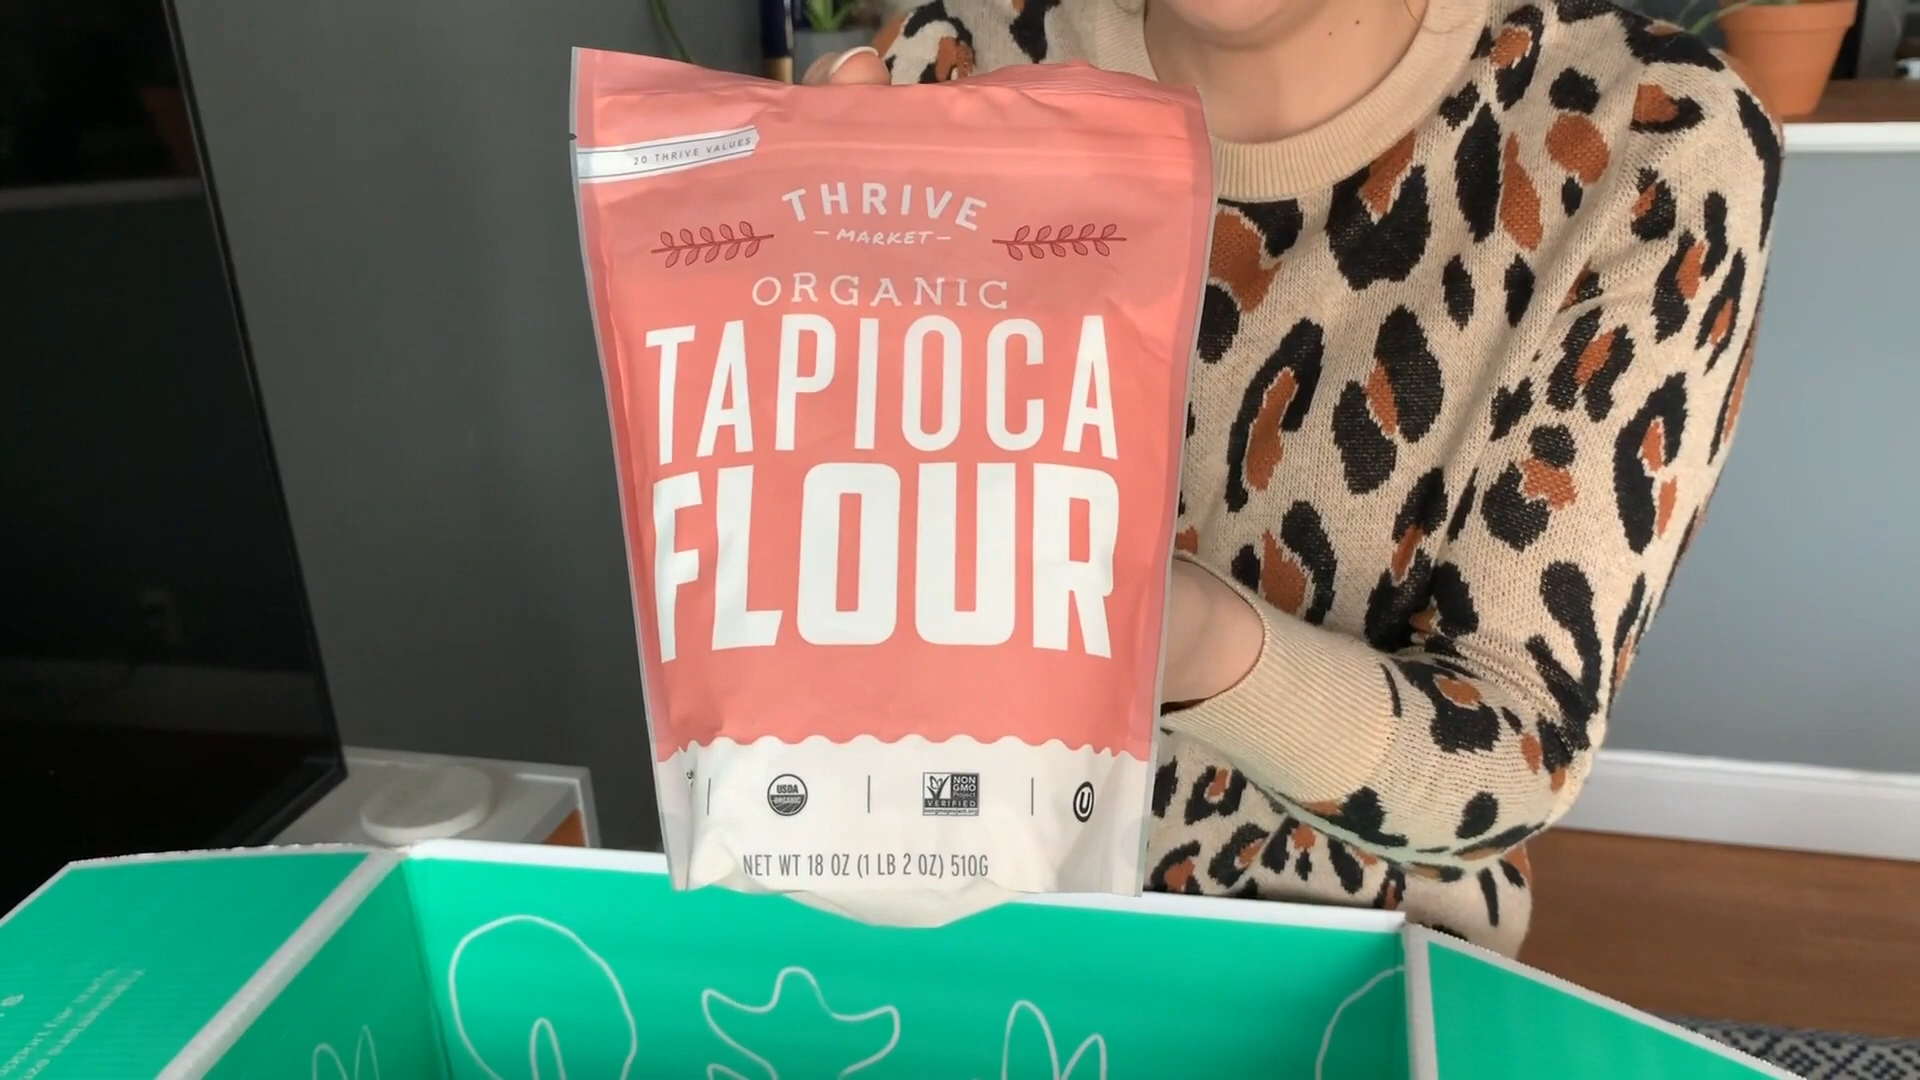 20 THRIVE VALUES
THRIVE
MARKET
ORGANIC
TAPIOCA
FLOUR
USDA
ORGANIC
NON
GMO
Project
VERIFIED
U
NET WT 18 OZ (1 LB 2 OZ) 510G